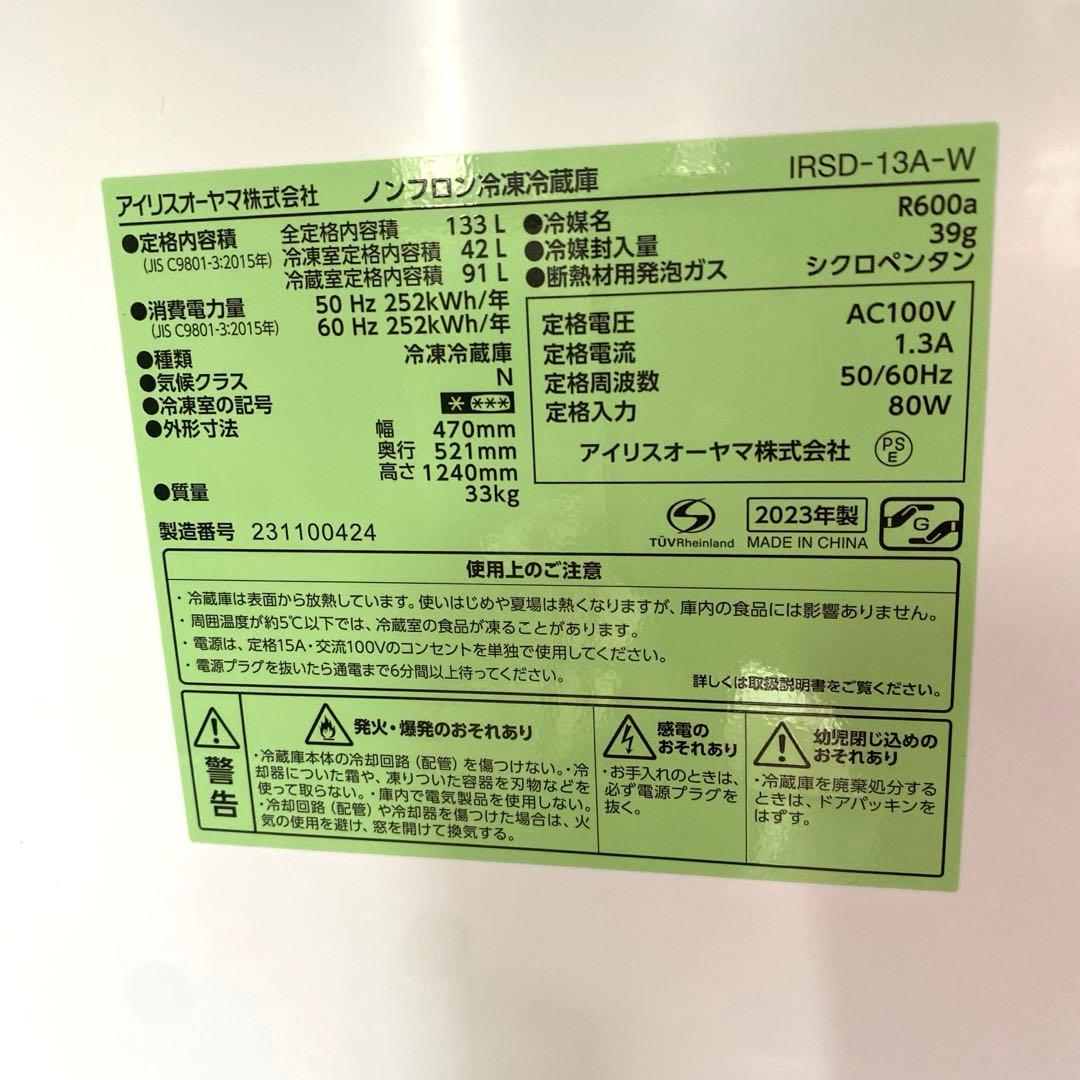 アイリスオーヤマ株式会社 ノンフロン冷凍冷蔵庫 IRSD-13A-W
●定格内容積 全定格内容積 133 L
(JIS C9801-3:2015年) 冷凍室定格内容積 42 L
冷蔵室定格内容積 91 L
●消費電力量 50 Hz 252kWh/年
(JIS C9801-3:2015年) 60 Hz 252kWh/年
●種類 冷凍冷蔵庫
●気候クラス N
●冷凍室の記号 * ***
●外形寸法 幅 470mm
奥行 521mm
高さ 1240mm
●質量 33kg
製造番号 231100424
●冷媒名 R600a
●冷媒封入量 39g
●断熱材用発泡ガス シクロペンタン
定格電圧 AC100V
定格電流 1.3A
定格周波数 50/60Hz
定格入力 80W
アイリスオーヤマ株式会社 PSE
TÜVRheinland
2023年製
MADE IN CHINA
G
使用上のご注意
・冷蔵庫は表面から放熱しています。使いはじめや夏場は熱くなりますが、庫内の食品には影響ありません。
・周囲温度が約5℃以下では、冷蔵室の食品が凍ることがあります。
・電源は、定格15A・交流100Vのコンセントを単独で使用してください。
・電源プラグを抜いたら通電まで6分間以上待ってください。
詳しくは取扱説明書をご覧ください。
警告
発火・爆発のおそれあり
・冷蔵庫本体の冷却回路（配管）を傷つけない。・冷
却器についた霜や、凍りついた容器を刃物などを
使って取らない。・庫内で電気製品を使用しない。
・冷却回路（配管）や冷却器を傷つけた場合は、火
気の使用を避け、窓を開けて換気する。
感電の
おそれあり
・お手入れのときは、
必ず電源プラグを
抜く。
幼児閉じ込めの
おそれあり
・冷蔵庫を廃棄処分する
ときは、ドアパッキンを
はずす。